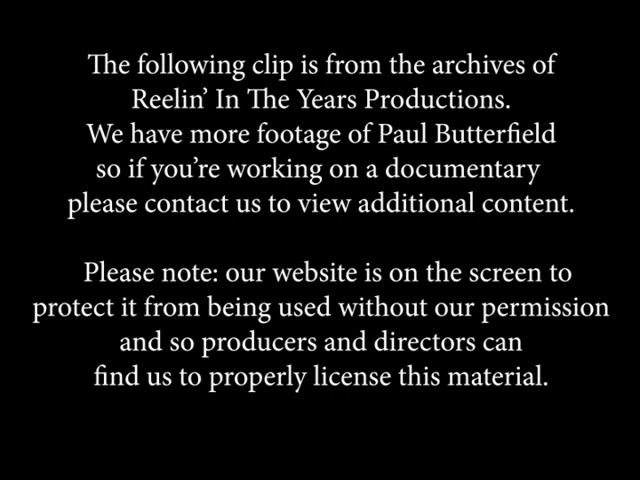 The following clip is from the archives of
Reelin’ In The Years Productions.
We have more footage of Paul Butterfield
so if you’re working on a documentary
please contact us to view additional content.
Please note: our website is on the screen to
protect it from being used without our permission
and so producers and directors can
find us to properly license this material.